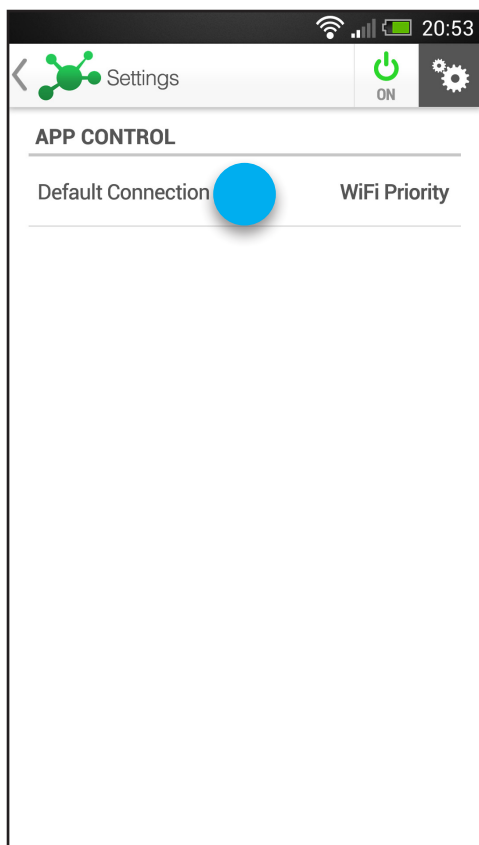 20:53
Settings
ON
APP CONTROL
Default Connection WiFi Priority